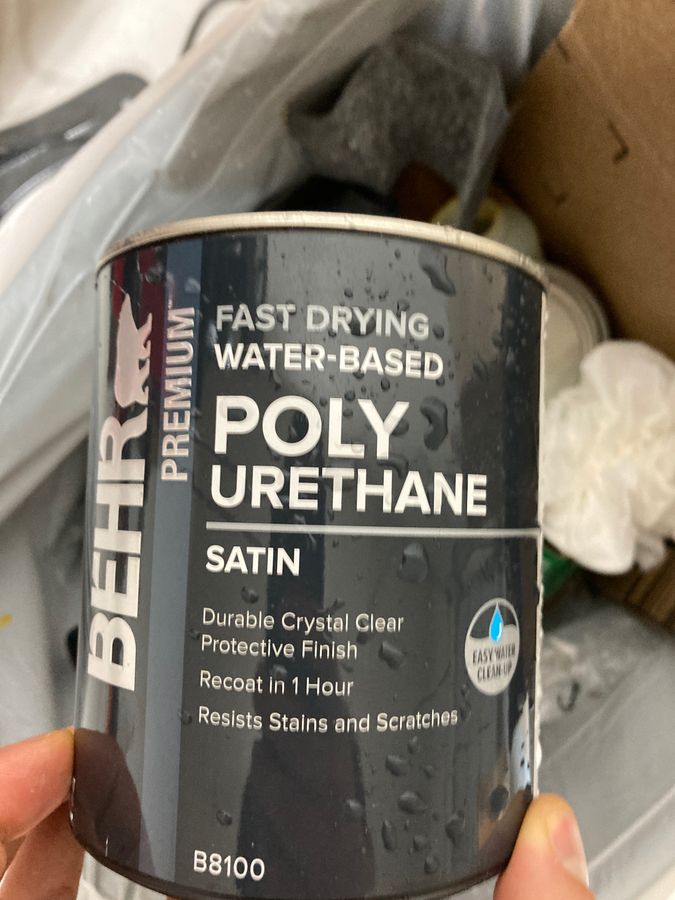 BEHR
PREMIUM™
FAST DRYING
WATER-BASED
POLY
URETHANE
SATIN
Durable Crystal Clear
Protective Finish
Recoat in 1 Hour
Resists Stains and Scratches
EASY WATER
CLEAN-UP
B8100